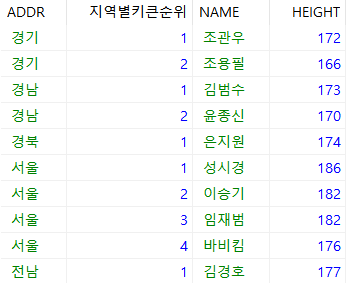 ADDR 지역별키큰순위 NAME HEIGHT
경기 1 조관우 172
경기 2 조용필 166
경남 1 김범수 173
경남 2 윤종신 170
경북 1 은지원 174
서울 1 성시경 186
서울 2 이승기 182
서울 3 임재범 182
서울 4 바비킴 176
전남 1 김경호 177